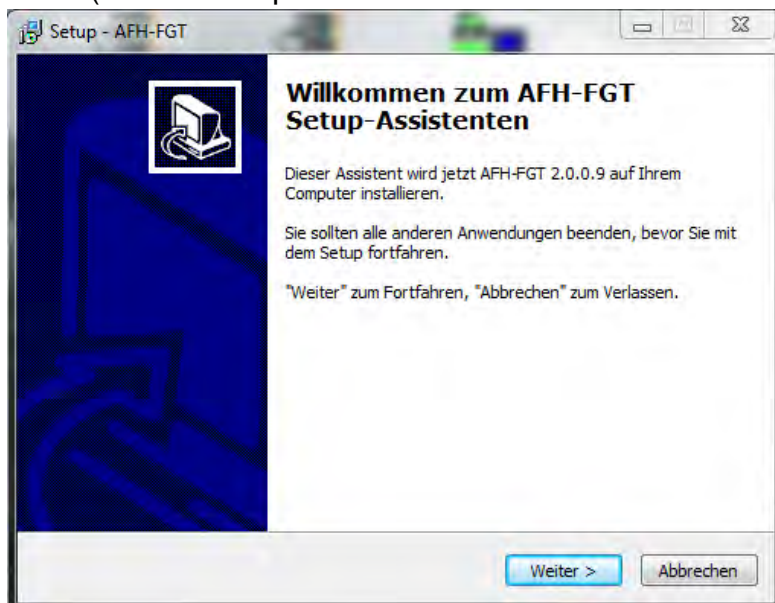 Setup - AFH-FGT
Willkommen zum AFH-FGT
Setup-Assistenten
Dieser Assistent wird jetzt AFH-FGT 2.0.0.9 auf Ihrem
Computer installieren.
Sie sollten alle anderen Anwendungen beenden, bevor Sie mit
dem Setup fortfahren.
"Weiter" zum Fortfahren, "Abbrechen" zum Verlassen.
Weiter >
Abbrechen